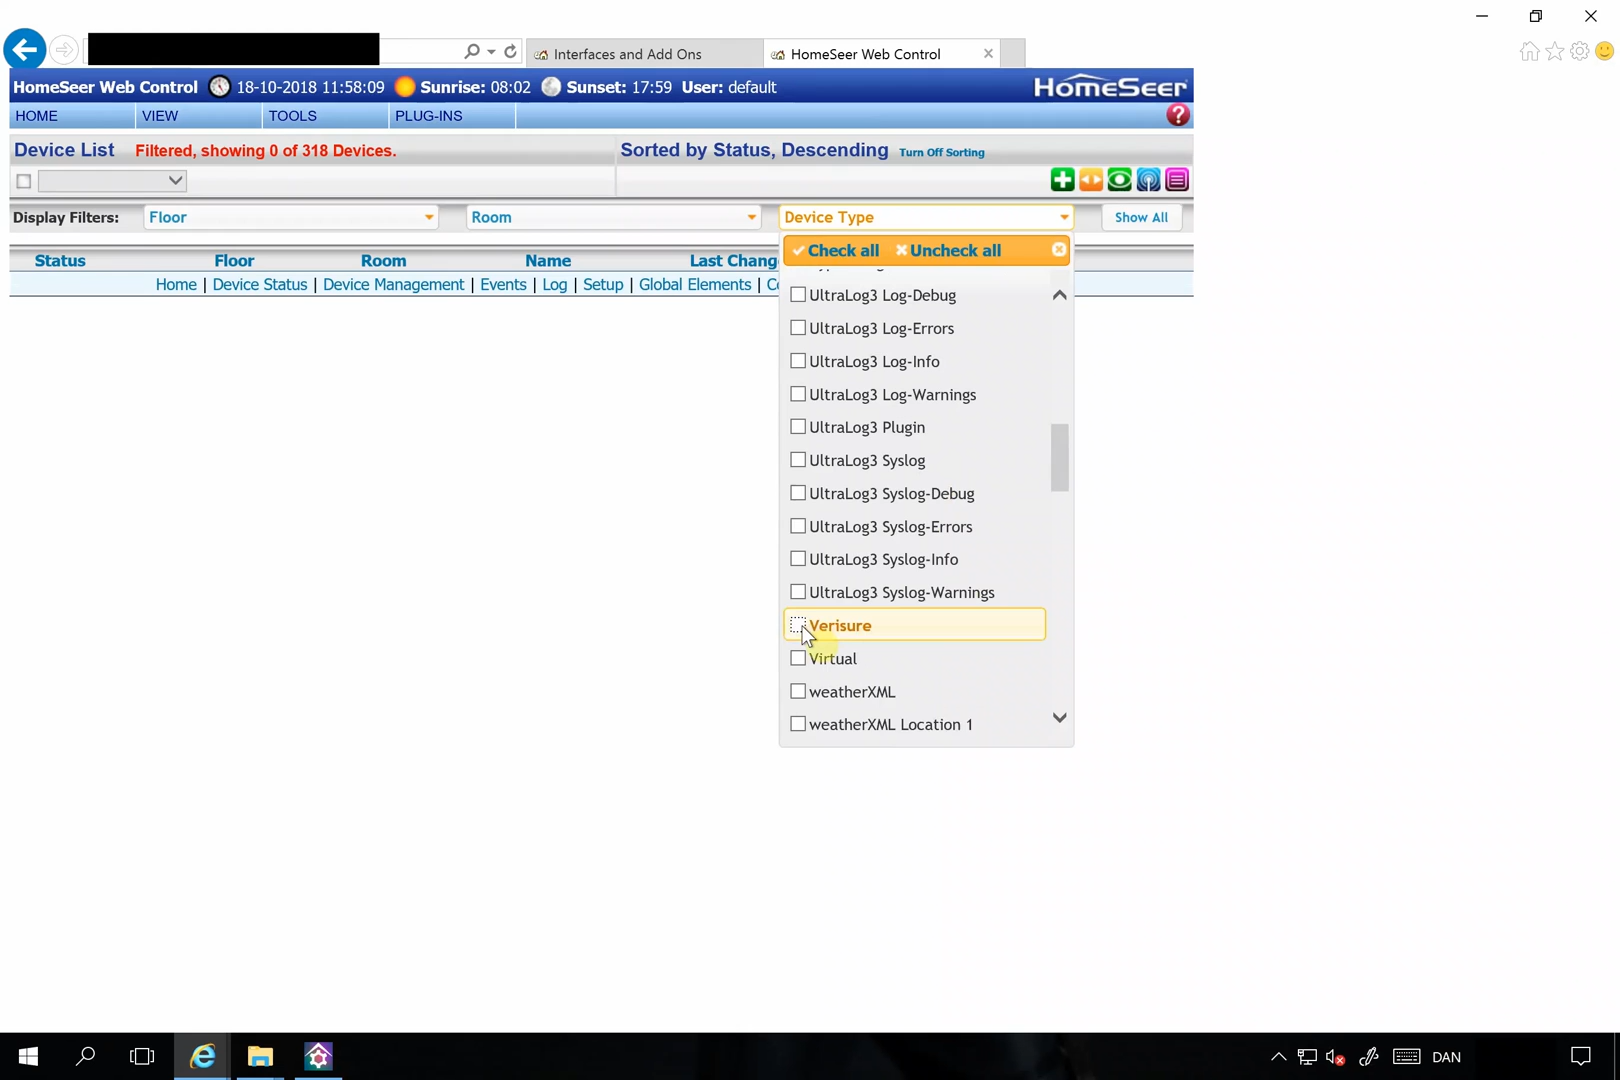 Interfaces and Add Ons
HomeSeer Web Control
HomeSeer Web Control 18-10-2018 11:58:09 Sunrise: 08:02 Sunset: 17:59 User: default
HomeSeer
HOME VIEW TOOLS PLUG-INS
?
Device List Filtered, showing 0 of 318 Devices. Sorted by Status, Descending Turn Off Sorting
Display Filters: Floor Room Device Type Show All
Check all Uncheck all
Status Floor Room Name Last Chang
Home | Device Status | Device Management | Events | Log | Setup | Global Elements |
UltraLog3 Log-Debug
UltraLog3 Log-Errors
UltraLog3 Log-Info
UltraLog3 Log-Warnings
UltraLog3 Plugin
UltraLog3 Syslog
UltraLog3 Syslog-Debug
UltraLog3 Syslog-Errors
UltraLog3 Syslog-Info
UltraLog3 Syslog-Warnings
Verisure
Virtual
weatherXML
weatherXML Location 1
DAN